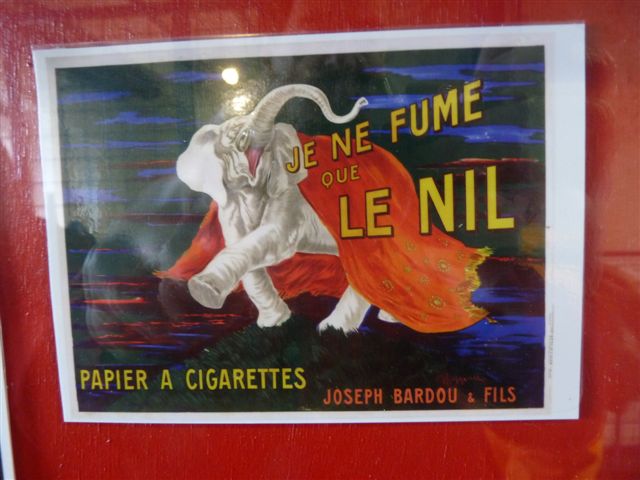 JE NE FUME
QUE
LE NIL
PAPIER A CIGARETTES
JOSEPH BARDOU & FILS